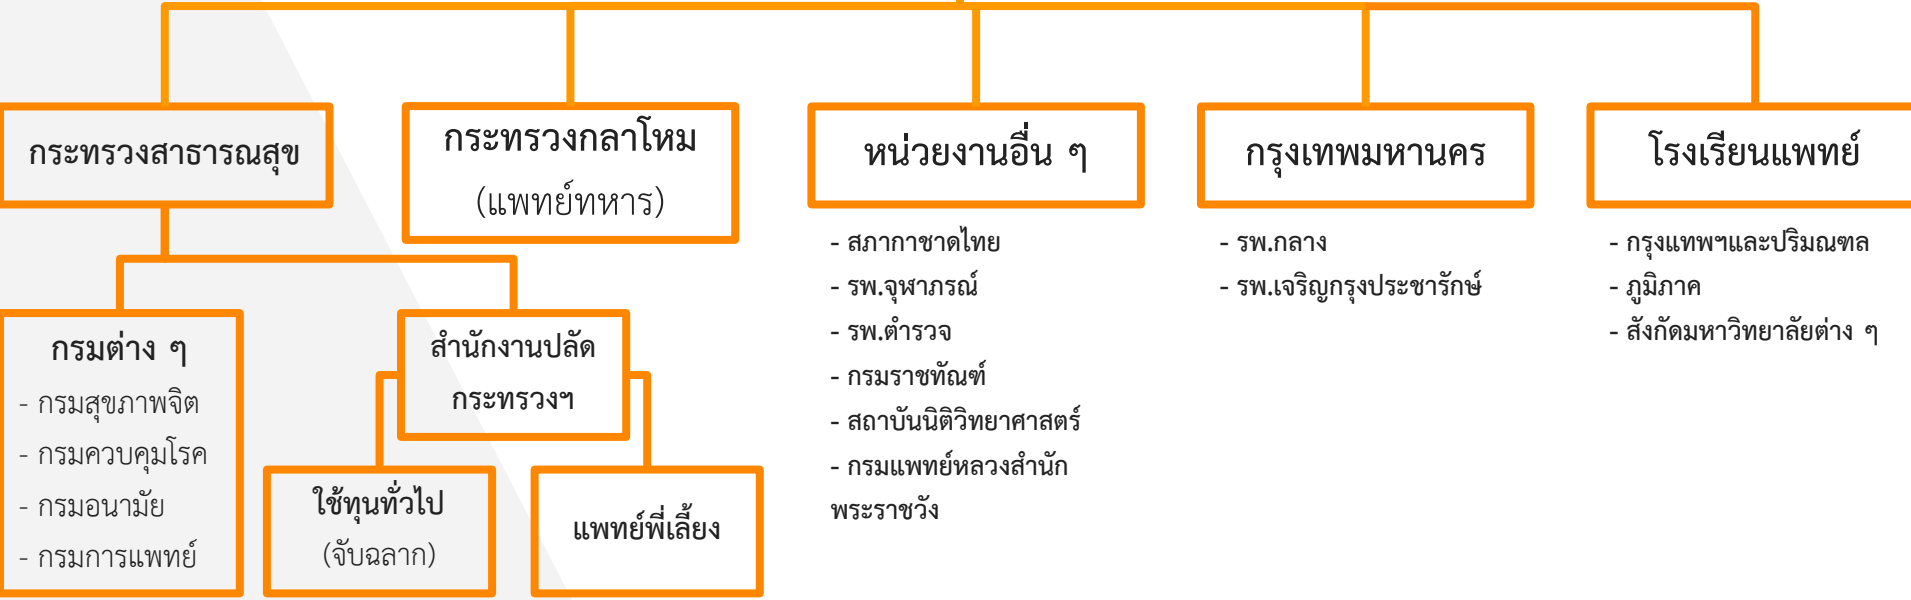 กระทรวงสาธารณสุข
กระทรวงกลาโหม
(แพทย์ทหาร)
หน่วยงานอื่น ๆ
กรุงเทพมหานคร
โรงเรียนแพทย์
- สภากาชาดไทย
- รพ.จุฬาภรณ์
- รพ.ตำรวจ
- กรมราชทัณฑ์
- สถาบันนิติวิทยาศาสตร์
- กรมแพทย์หลวงสำนัก
พระราชวัง
- รพ.กลาง
- รพ.เจริญกรุงประชารักษ์
- กรุงแทพฯและปริมณฑล
- ภูมิภาค
- สังกัดมหาวิทยาลัยต่าง ๆ
กรมต่าง ๆ
- กรมสุขภาพจิต
- กรมควบคุมโรค
- กรมอนามัย
- กรมการแพทย์
สำนักงานปลัด
กระทรวงฯ
ใช้ทุนทั่วไป
(จับฉลาก)
แพทย์พี่เลี้ยง